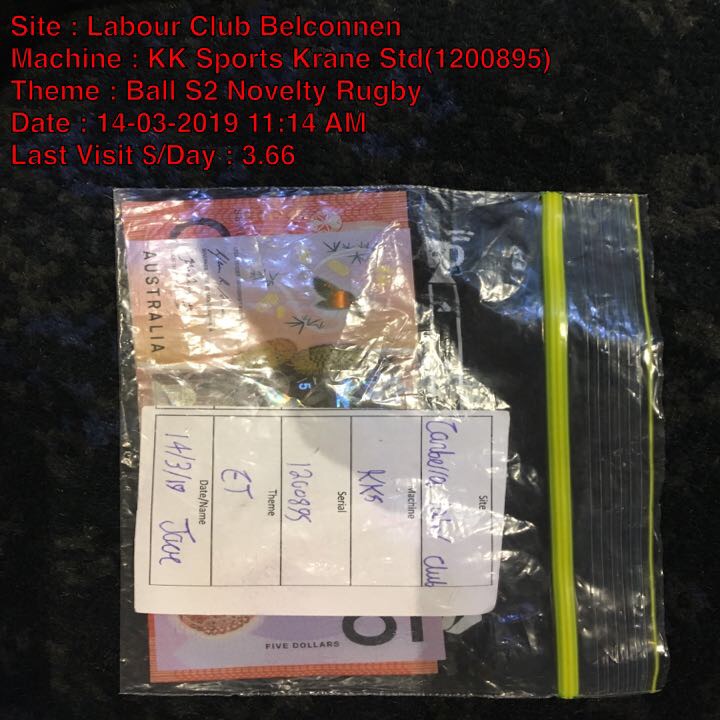 Site : Labour Club Belconnen
Machine : KK Sports Krane Std(1200895)
Theme : Ball S2 Novelty Rugby
Date : 14-03-2019 11:14 AM
Last Visit S/Day : 3.66
AUSTRALIA
5
Site
club
Machine
KKS
Serial
1200895
Theme
ET
Date/Name
14/3/19
FIVE DOLLARS